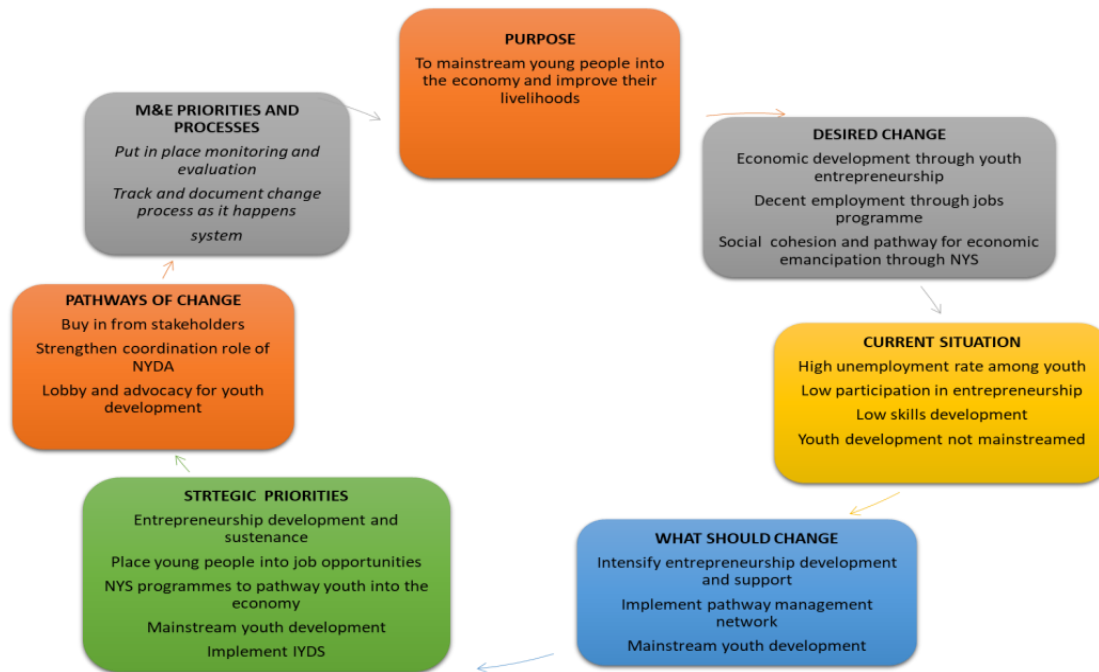 PURPOSE
To mainstream young people into
the economy and improve their
livelihoods
DESIRED CHANGE
Economic development through youth
entrepreneurship
Decent employment through jobs
programme
Social cohesion and pathway for economic
emancipation through NYS
CURRENT SITUATION
High unemployment rate among youth
Low participation in entrepreneurship
Low skills development
Youth development not mainstreamed
WHAT SHOULD CHANGE
Intensify entrepreneurship development
and support
Implement pathway management
network
Mainstream youth development
STRTEGIC PRIORITIES
Entrepreneurship development and
sustenance
Place young people into job opportunities
NYS programmes to pathway youth into the
economy
Mainstream youth development
Implement IYDS
PATHWAYS OF CHANGE
Buy in from stakeholders
Strengthen coordination role of
NYDA
Lobby and advocacy for youth
development
M&E PRIORITIES AND
PROCESSES
Put in place monitoring and
evaluation
Track and document change
process as it happens
system